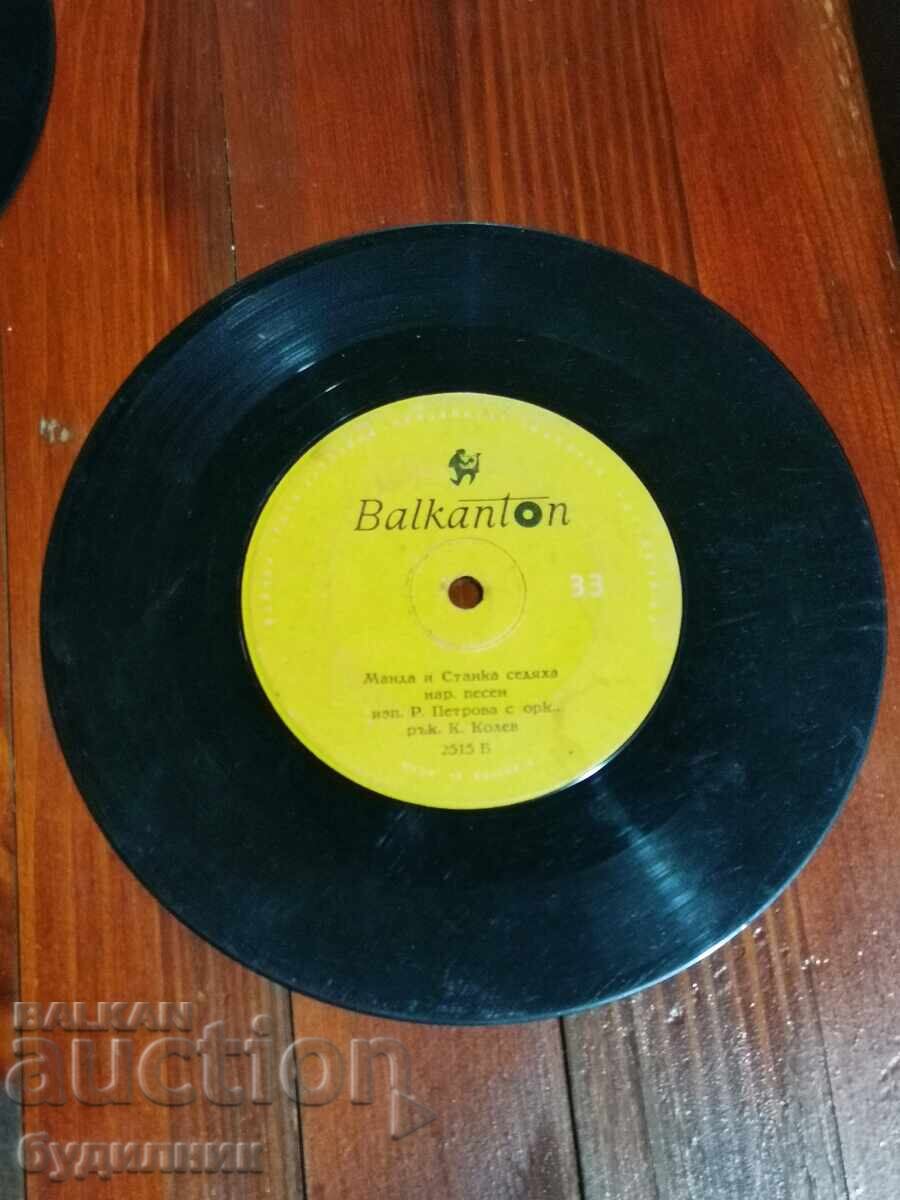 Balkanton
33
Манда и Станка седяха
нар. песен
изп. Р. Петрова с орк.,
рък. К. Колев
2515 Б
BALKAN
auction
будилник